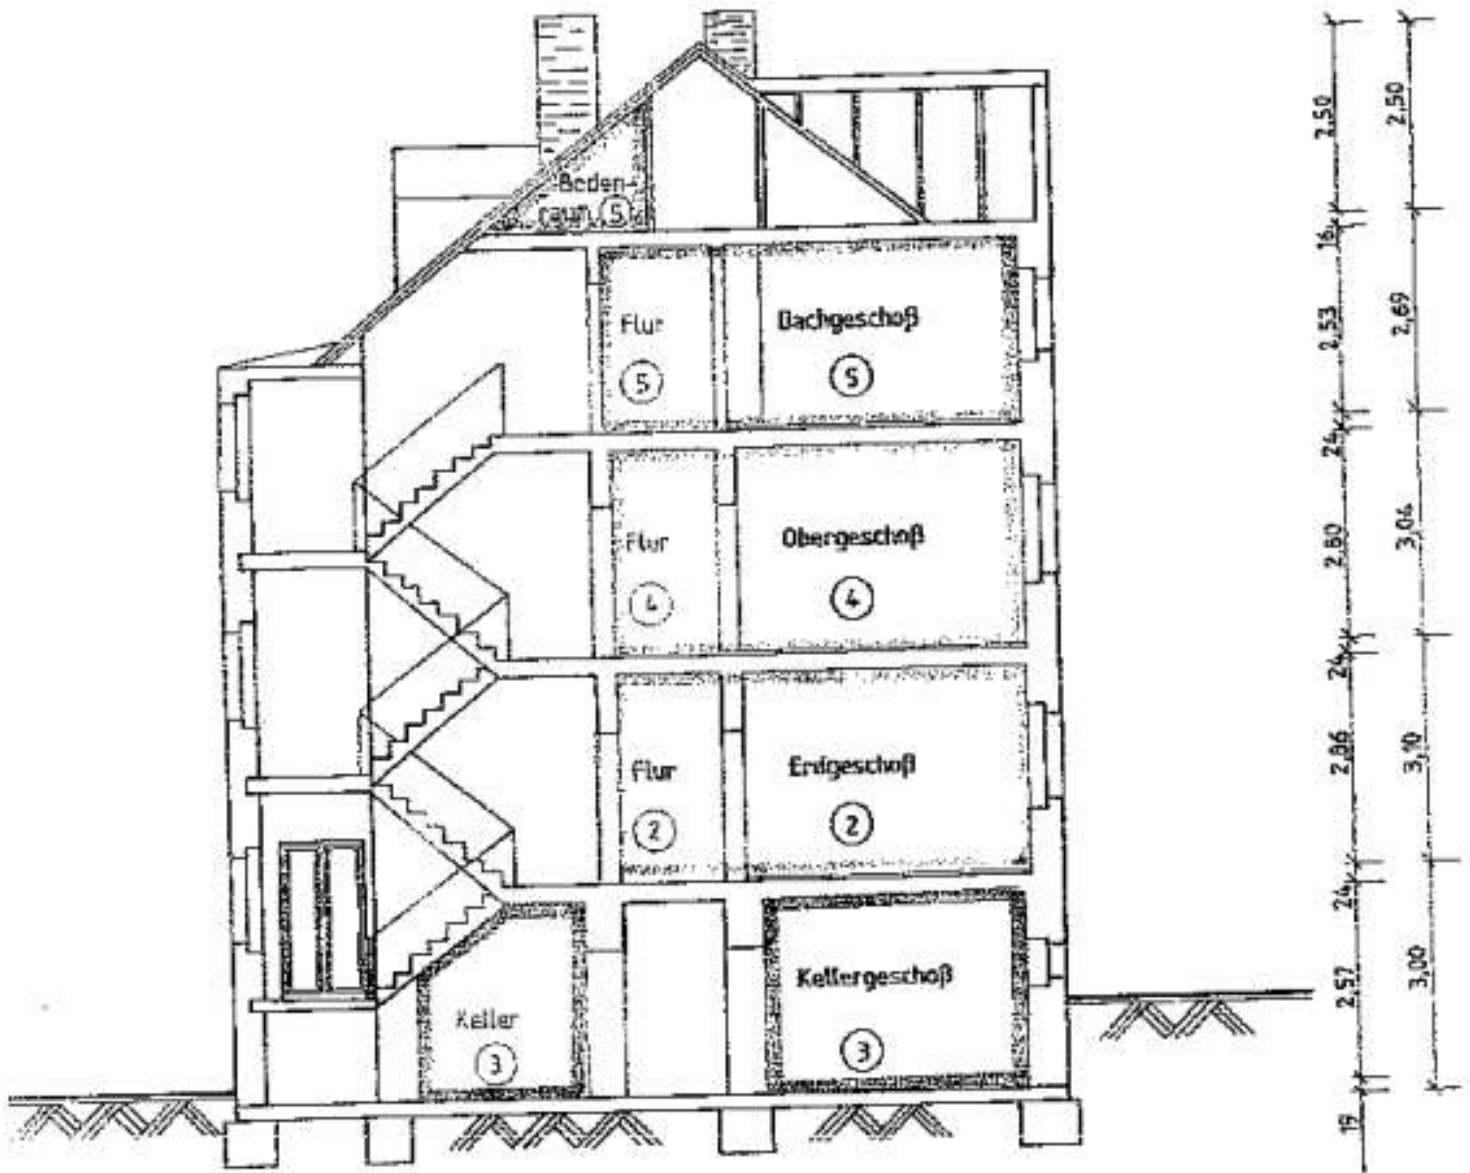 2,50
2,50
Boden-
raum
5
16
Flur
Dachgeschoß
5
5
2,53
2,69
24
Flur
Obergeschoß
4
4
2,80
3,04
24
Flur
Erdgeschoß
2
2
2,86
3,10
24
Keller
Kellergeschoß
3
3
2,57
3,00
19